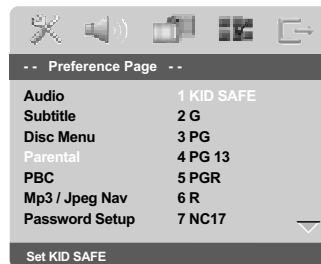 - - Preference Page - -
Audio 1 KID SAFE
Subtitle 2 G
Disc Menu 3 PG
Parental 4 PG 13
PBC 5 PGR
Mp3 / Jpeg Nav 6 R
Password Setup 7 NC17
Set KID SAFE